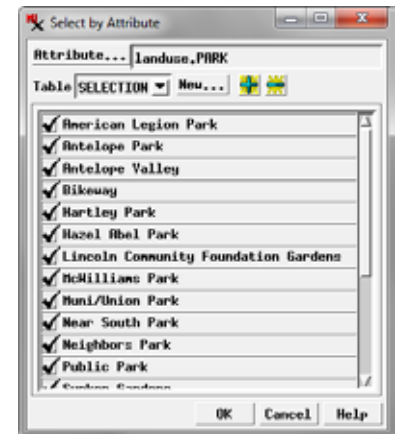 Select by Attribute
Attribute... landuse.PARK
Table SELECTION New...
American Legion Park
Antelope Park
Antelope Valley
Bikeway
Hartley Park
Hazel Abel Park
Lincoln Community Foundation Gardens
McWilliams Park
Muni/Union Park
Near South Park
Neighbors Park
Public Park
Sunken Gardens
OK Cancel Help